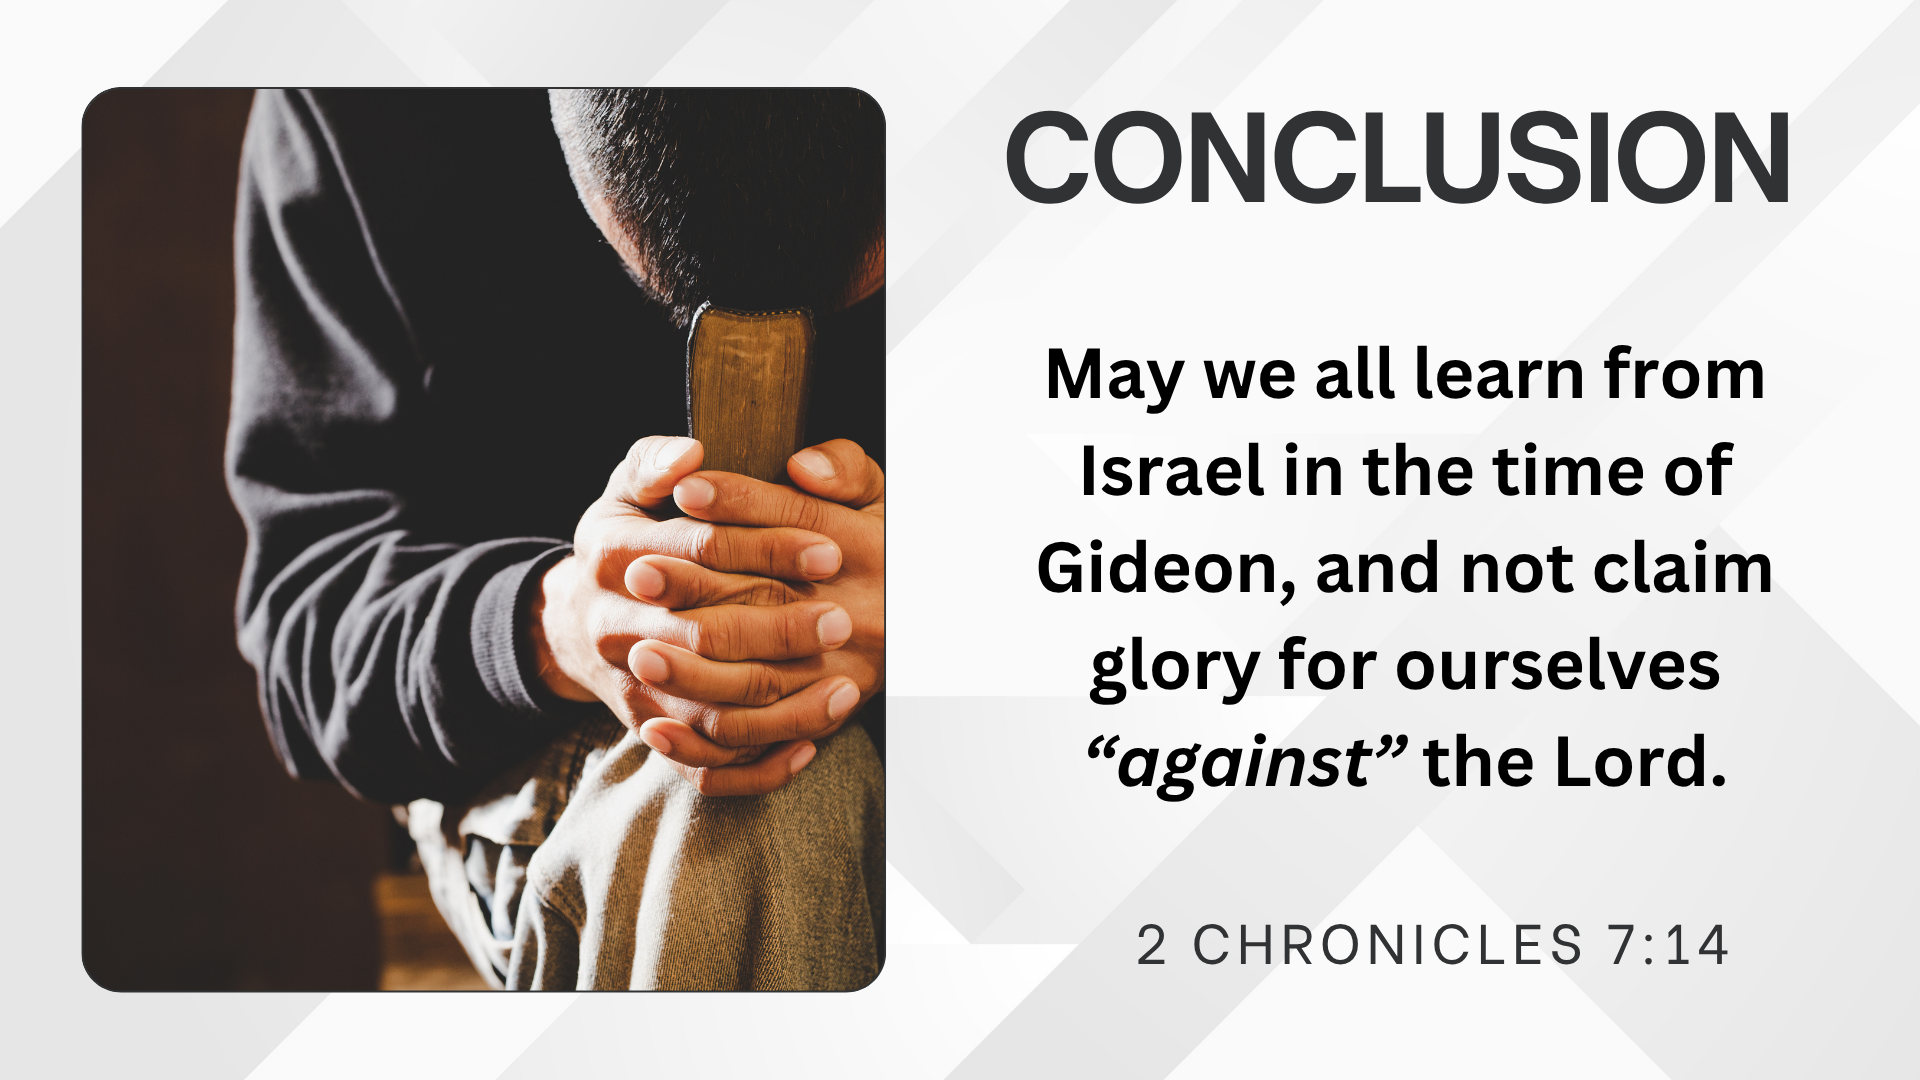 CONCLUSION
May we all learn from
Israel in the time of
Gideon, and not claim
glory for ourselves
“against” the Lord.
2 CHRONICLES 7:14